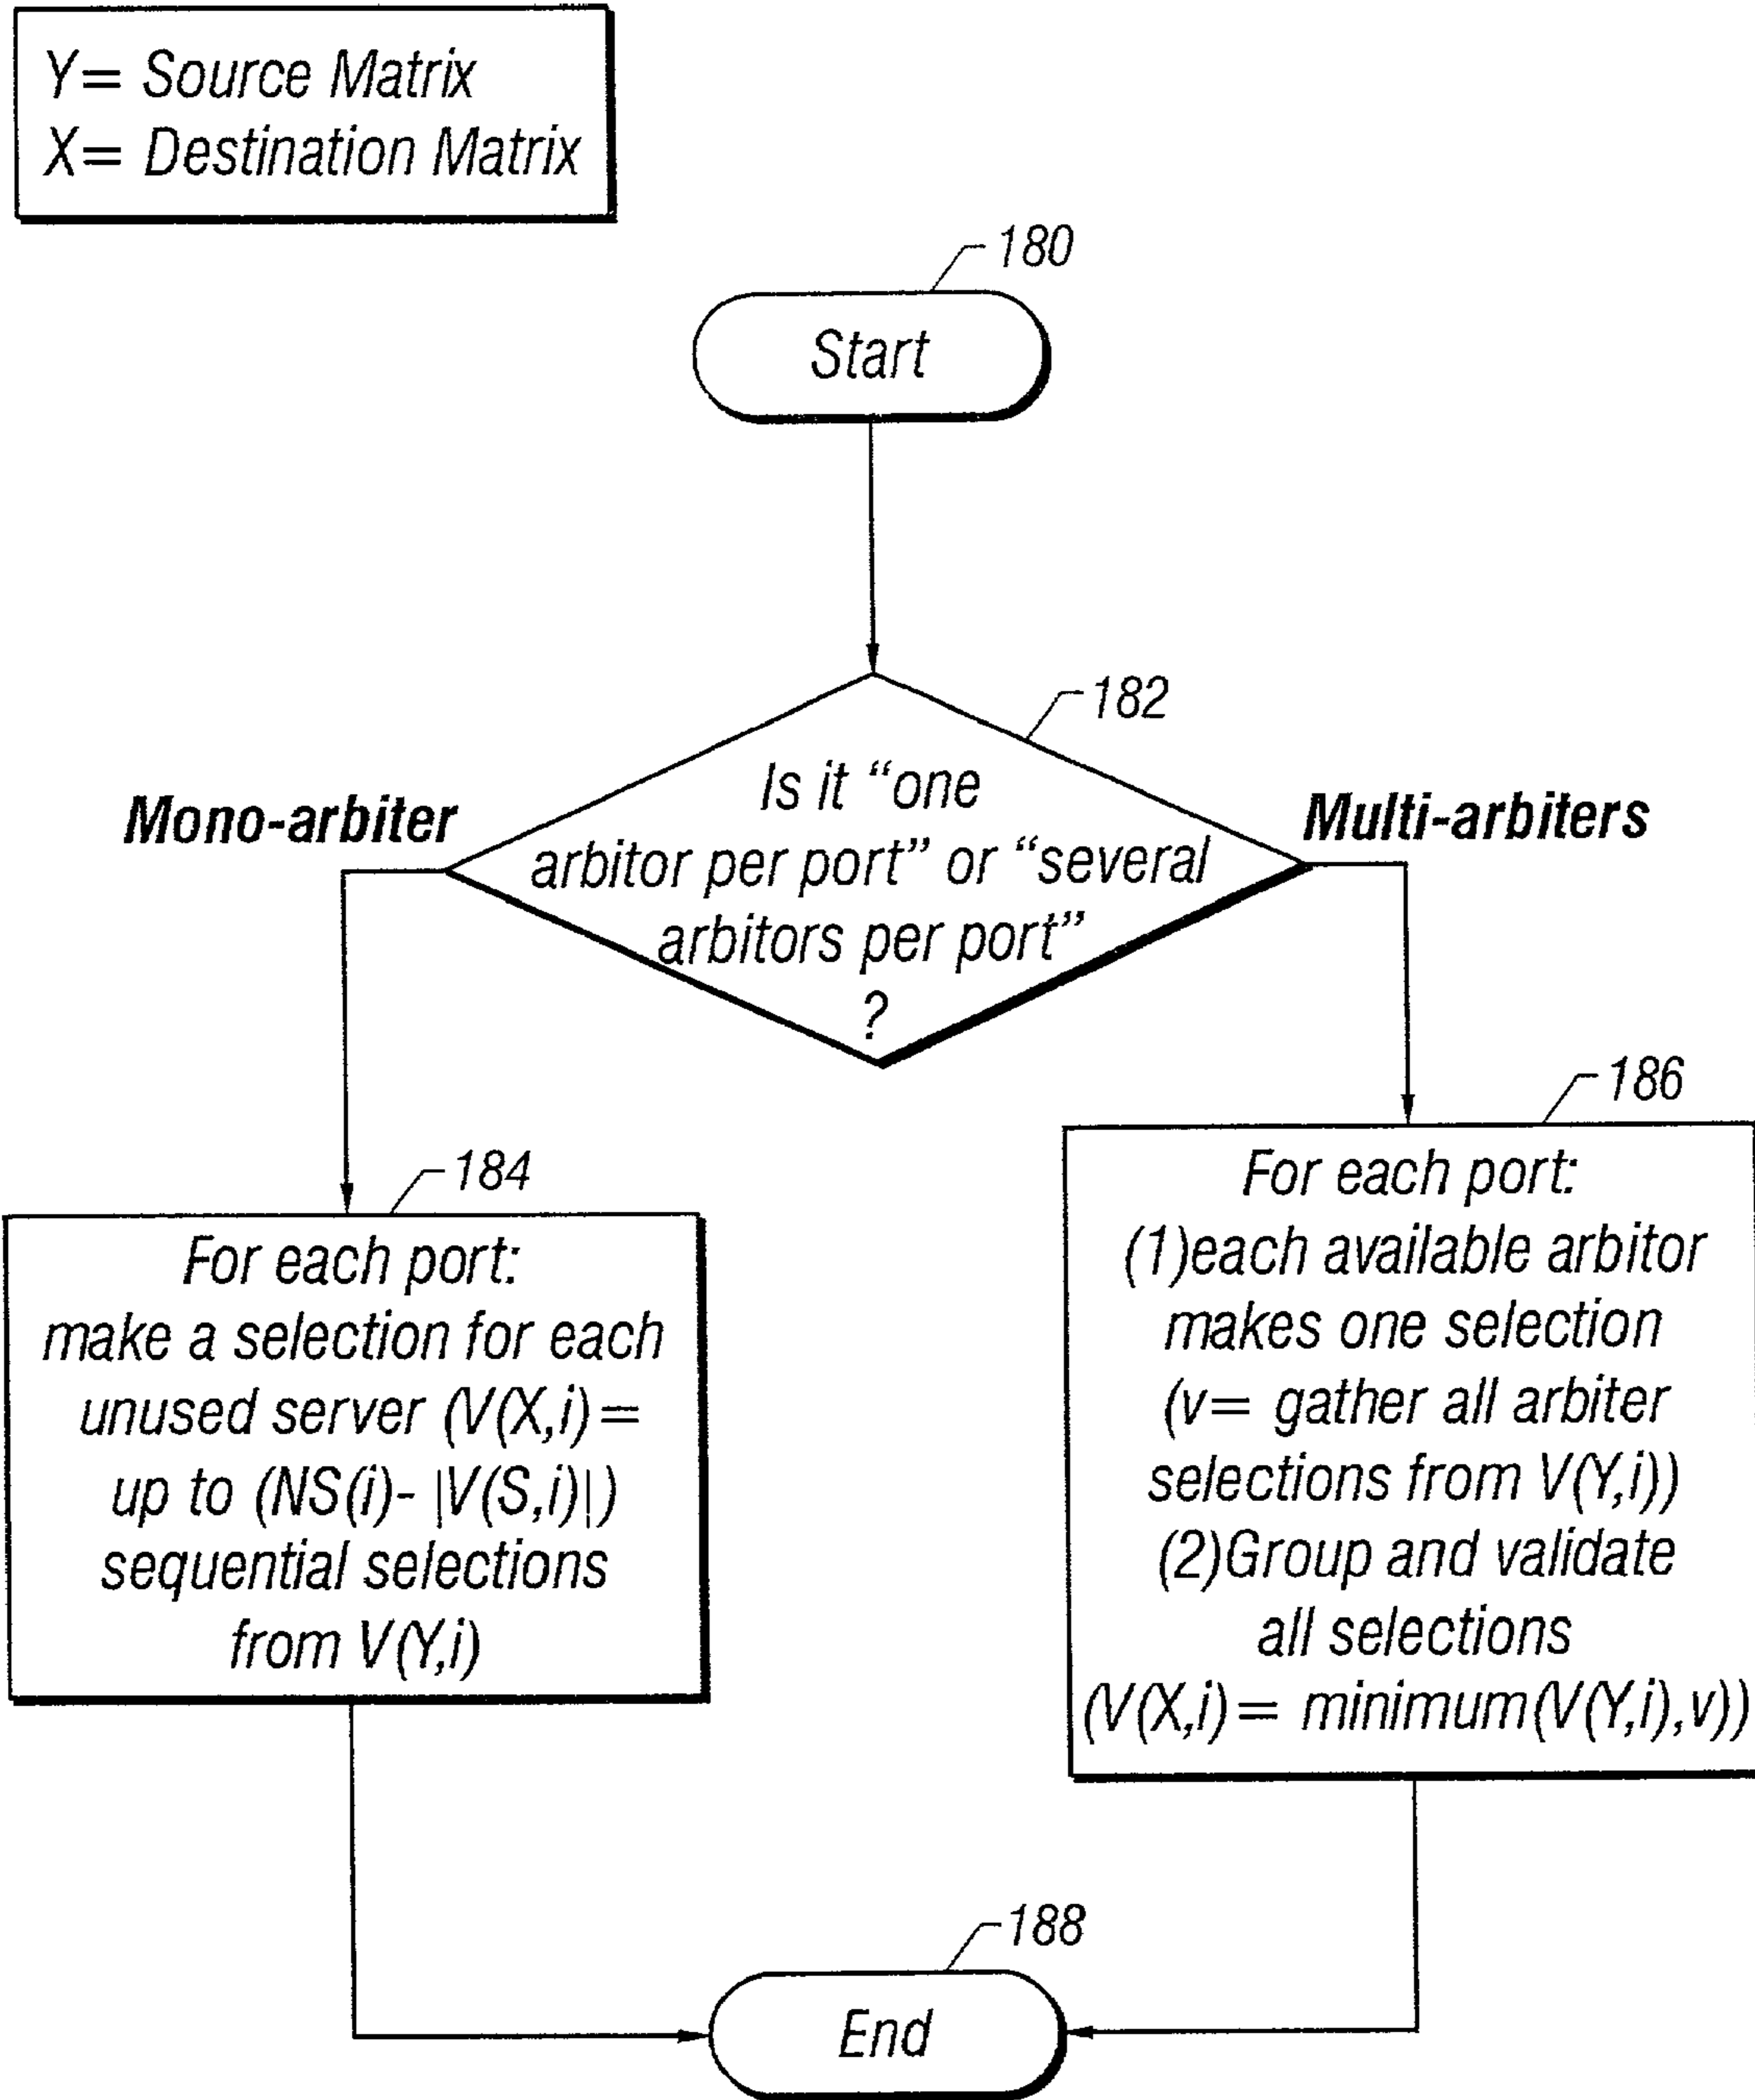 Y= Source Matrix
X= Destination Matrix
180
Start
182
Is it “one
arbitor per port” or “several
arbitors per port”
?
Mono-arbiter
Multi-arbiters
184
For each port:
make a selection for each
unused server (V(X,i)=
up to (NS(i)- |V(S,i)|)
sequential selections
from V(Y,i)
186
For each port:
(1)each available arbitor
makes one selection
(v= gather all arbiter
selections from V(Y,i))
(2)Group and validate
all selections
(V(X,i)= minimum(V(Y,i),v))
188
End